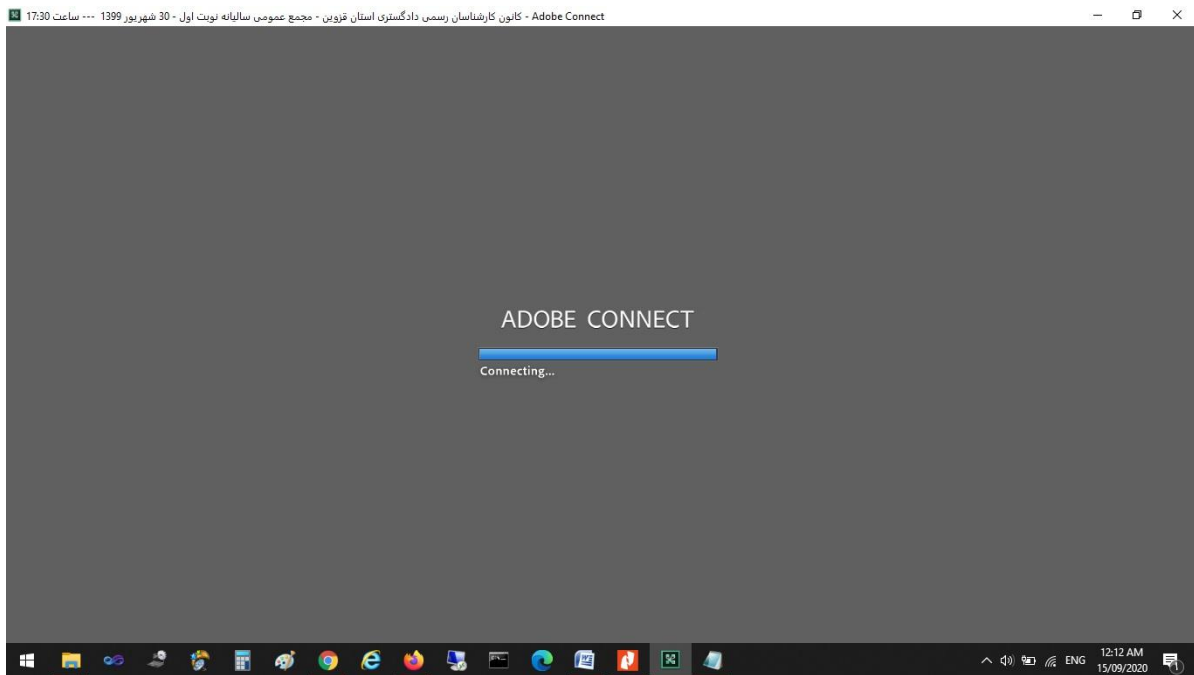 کانون کارشناسان رسمی دادگستری استان قزوین - مجمع عمومی سالیانه نوبت اول - 30 شهریور 1399 --- ساعت 17:30 - Adobe Connect
ADOBE CONNECT
Connecting...
ENG
12:12 AM
15/09/2020
1